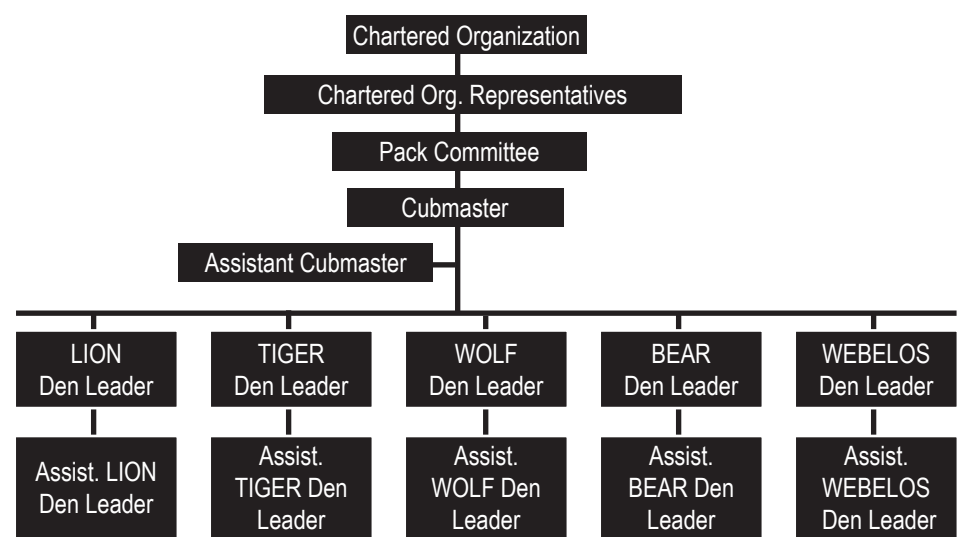 Chartered Organization
Chartered Org. Representatives
Pack Committee
Cubmaster
Assistant Cubmaster
LION
Den Leader
TIGER
Den Leader
WOLF
Den Leader
BEAR
Den Leader
WEBELOS
Den Leader
Assist. LION
Den Leader
Assist.
TIGER Den
Leader
Assist.
WOLF Den
Leader
Assist.
BEAR Den
Leader
Assist.
WEBELOS
Den Leader